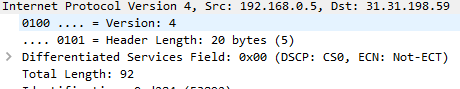 Internet Protocol Version 4, Src: 192.168.0.5, Dst: 31.31.198.59
0100 .... = Version: 4
.... 0101 = Header Length: 20 bytes (5)
Differentiated Services Field: 0x00 (DSCP: CS0, ECN: Not-ECT)
Total Length: 92